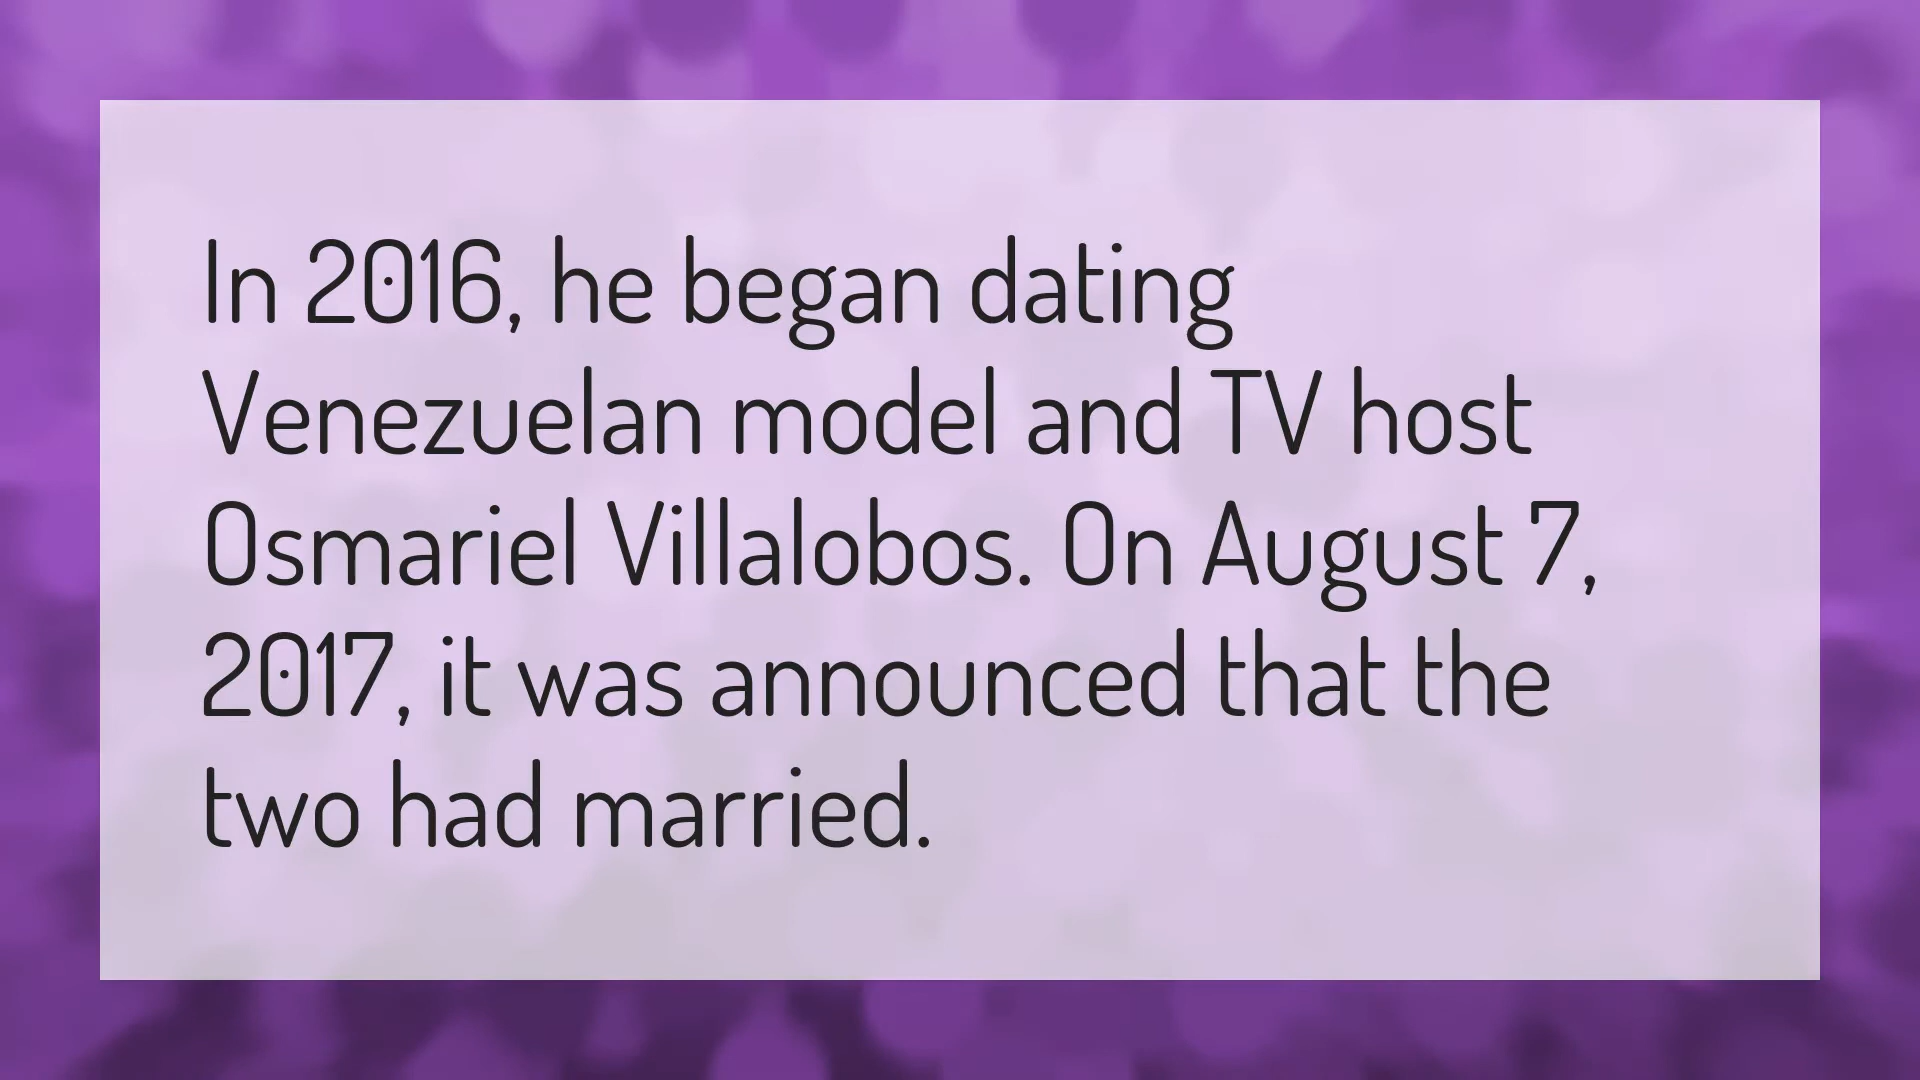 In 2016, he began dating
Venezuelan model and TV host
Osmariel Villalobos. On August 7,
2017, it was announced that the
two had married.